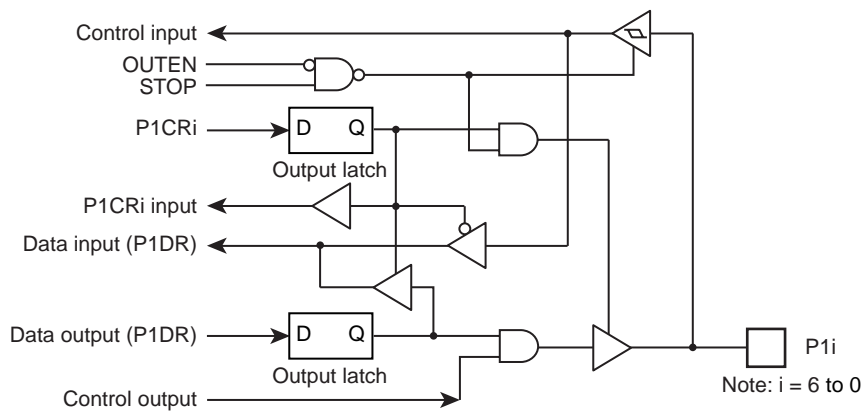 Control input
OUTEN
STOP
P1CRi
D Q
Output latch
P1CRi input
Data input (P1DR)
Data output (P1DR)
D Q
Output latch
P1i
Note: i = 6 to 0
Control output